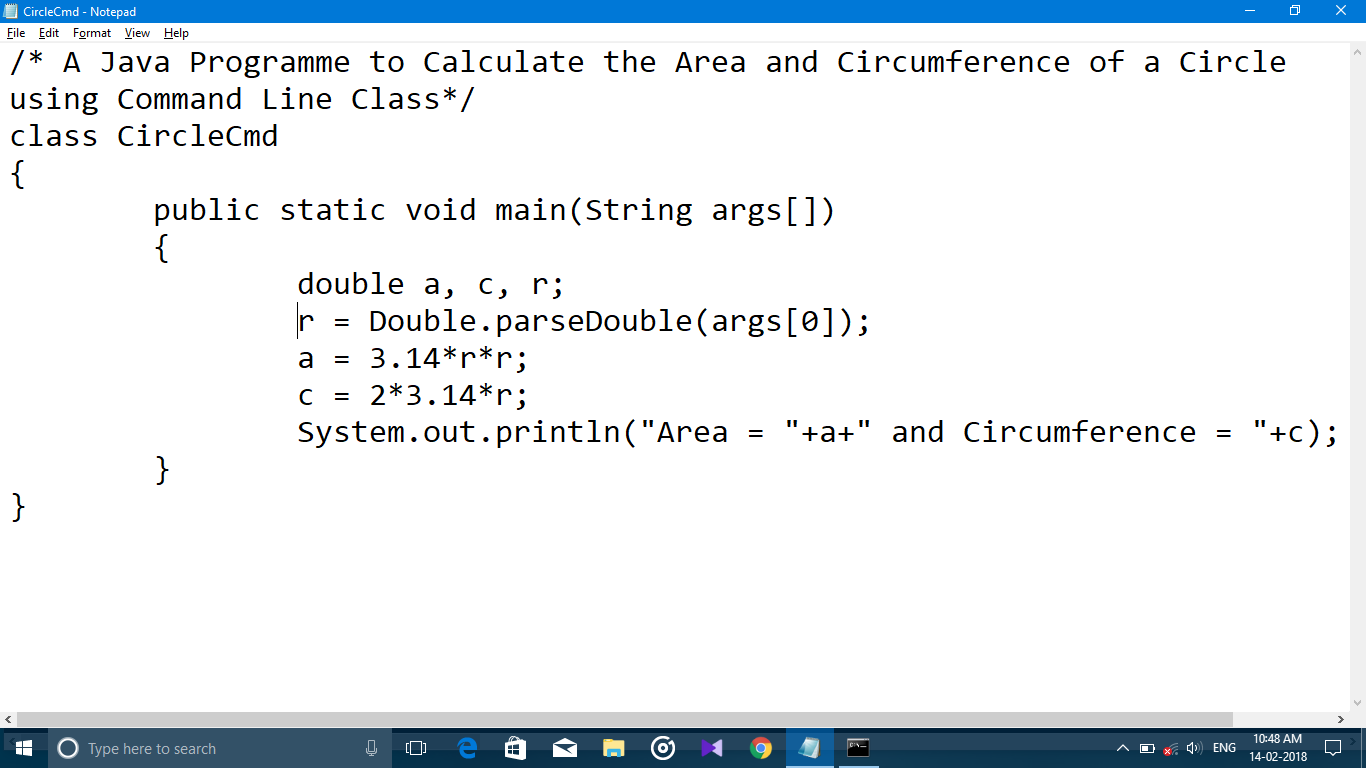 CircleCmd - Notepad
File Edit Format View Help
/* A Java Programme to Calculate the Area and Circumference of a Circle
using Command Line Class*/
class CircleCmd
{
        public static void main(String args[])
        {
                double a, c, r;
                r = Double.parseDouble(args[0]);
                a = 3.14*r*r;
                c = 2*3.14*r;
                System.out.println("Area = "+a+" and Circumference = "+c);
        }
}
Type here to search
ENG
10:48 AM
14-02-2018